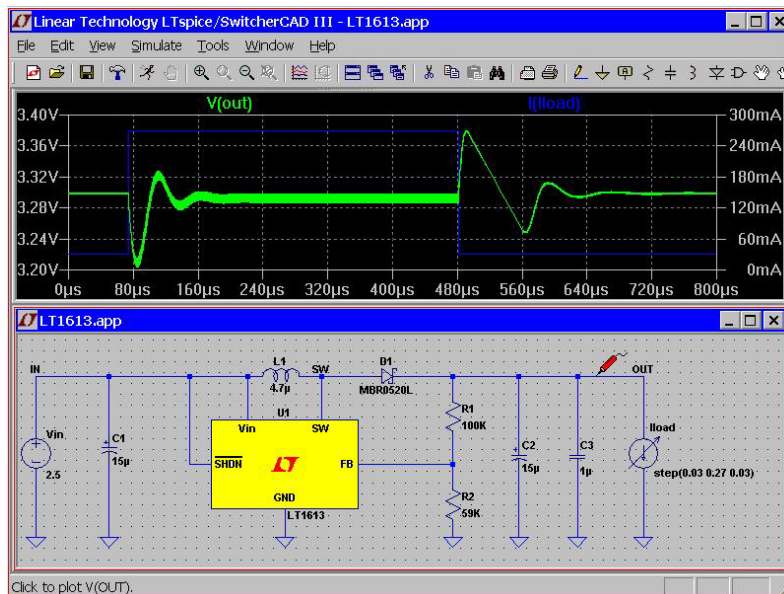 Linear Technology LTspice/SwitcherCAD III - LT1613.app
File Edit View Simulate Tools Window Help
V(out) I(Iload)
3.40V 300mA
3.36V 240mA
3.32V 180mA
3.28V 120mA
3.24V 60mA
3.20V 0mA
0µs 80µs 160µs 240µs 320µs 400µs 480µs 560µs 640µs 720µs 800µs
LT1613.app
IN L1 SW D1 OUT
4.7µ MBR0520L
U1
Vin SW
R1
100K
Iload
Vin
2.5
C1
15µ
SHDN FB
C2
15µ
C3
1µ
step(0.03 0.27 0.03)
GND
R2
59K
LT1613
Click to plot V(OUT).